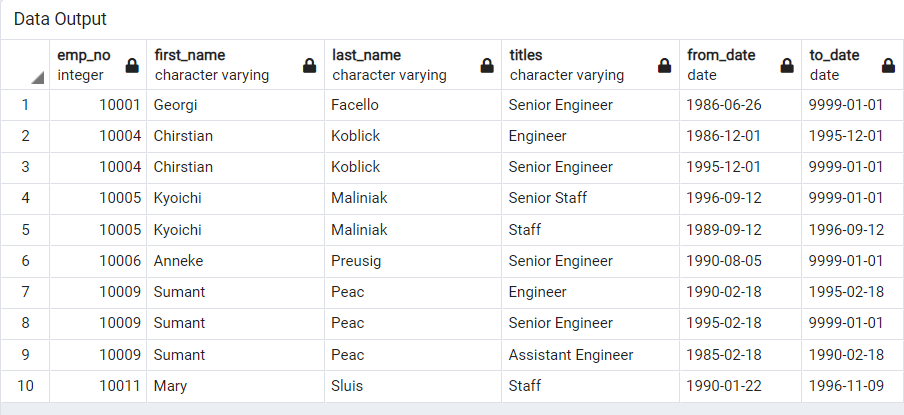 Data Output
emp_no first_name last_name titles from_date to_date
integer character varying character varying character varying date date
1 10001 Georgi Facello Senior Engineer 1986-06-26 9999-01-01
2 10004 Chirstian Koblick Engineer 1986-12-01 1995-12-01
3 10004 Chirstian Koblick Senior Engineer 1995-12-01 9999-01-01
4 10005 Kyoichi Maliniak Senior Staff 1996-09-12 9999-01-01
5 10005 Kyoichi Maliniak Staff 1989-09-12 1996-09-12
6 10006 Anneke Preusig Senior Engineer 1990-08-05 9999-01-01
7 10009 Sumant Peac Engineer 1990-02-18 1995-02-18
8 10009 Sumant Peac Senior Engineer 1995-02-18 9999-01-01
9 10009 Sumant Peac Assistant Engineer 1985-02-18 1990-02-18
10 10011 Mary Sluis Staff 1990-01-22 1996-11-09